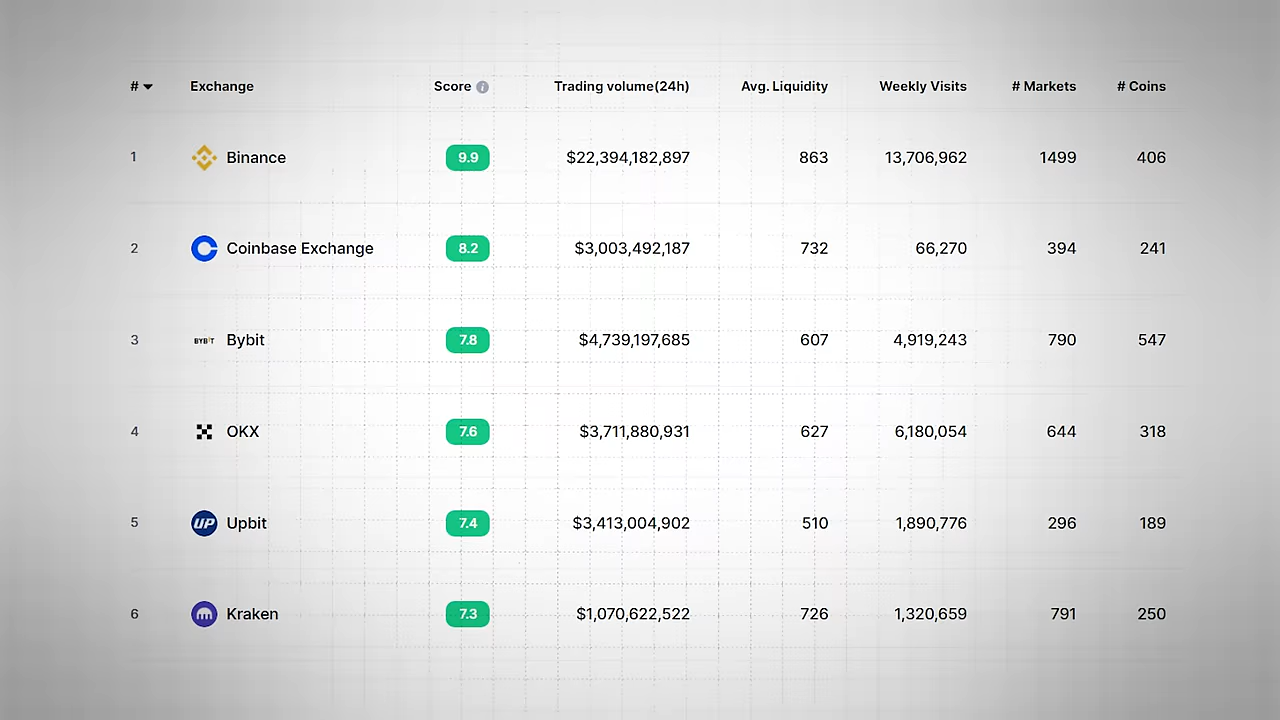 # Exchange Score Trading volume(24h) Avg. Liquidity Weekly Visits # Markets # Coins
1 Binance 9.9 $22,394,182,897 863 13,706,962 1499 406
2 Coinbase Exchange 8.2 $3,003,492,187 732 66,270 394 241
3 BYBIT Bybit 7.8 $4,739,197,685 607 4,919,243 790 547
4 OKX 7.6 $3,711,880,931 627 6,180,054 644 318
5 UP Upbit 7.4 $3,413,004,902 510 1,890,776 296 189
6 Kraken 7.3 $1,070,622,522 726 1,320,659 791 250